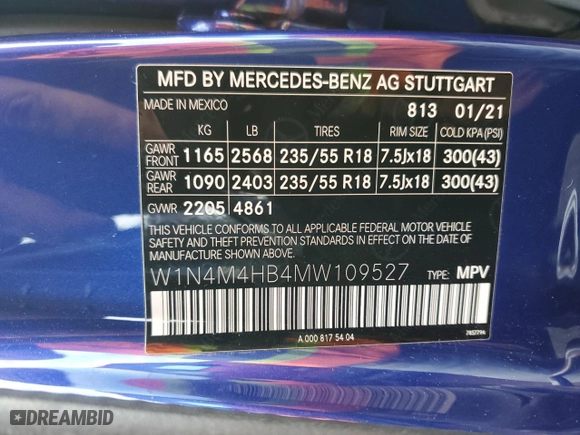 MFD BY MERCEDES-BENZ AG STUTTGART
MADE IN MEXICO 813 01/21
KG LB TIRES RIM SIZE COLD KPA(PSI)
GAWR FRONT 1165 2568 235/55 R18 7.5Jx18 300(43)
GAWR REAR 1090 2403 235/55 R18 7.5Jx18 300(43)
GVWR 2205 4861
THIS VEHICLE CONFORMS TO ALL APPLICABLE FEDERAL MOTOR VEHICLE
SAFETY, BUMPER, AND THEFT PREVENTION STANDARDS IN EFFECT ON THE DATE
OF MANUFACTURE SHOWN ABOVE.
W1N4M4HB4MW109527 TYPE: MPV
A 000 817 54 04
DREAMBID